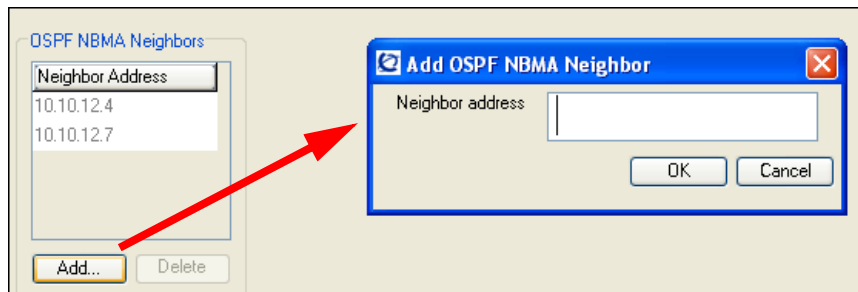 OSPF NBMA Neighbors
Neighbor Address
10.10.12.4
10.10.12.7
Add...
Delete
Add OSPF NBMA Neighbor
Neighbor address
OK
Cancel